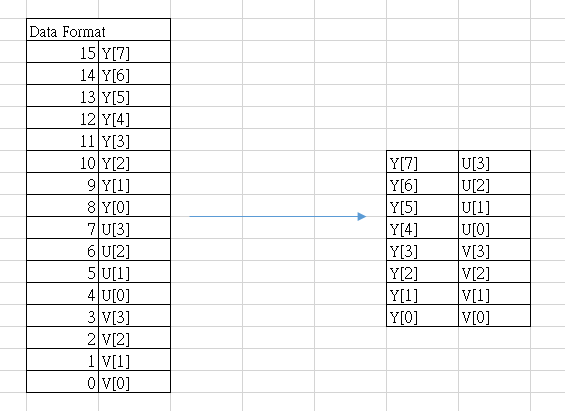 Data Format
15 Y[7]
14 Y[6]
13 Y[5]
12 Y[4]
11 Y[3]
10 Y[2]
9 Y[1]
8 Y[0]
7 U[3]
6 U[2]
5 U[1]
4 U[0]
3 V[3]
2 V[2]
1 V[1]
0 V[0]
Y[7] U[3]
Y[6] U[2]
Y[5] U[1]
Y[4] U[0]
Y[3] V[3]
Y[2] V[2]
Y[1] V[1]
Y[0] V[0]